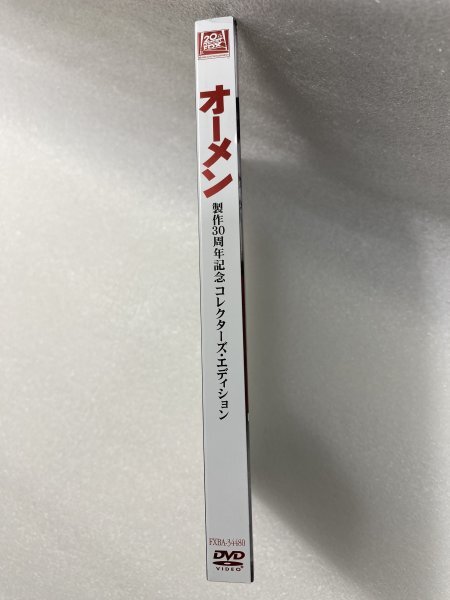 20th
CENTURY
FOX
オーメン
製作30周年記念 コレクターズ・エディション
FXBA-34480
DVD
VIDEO